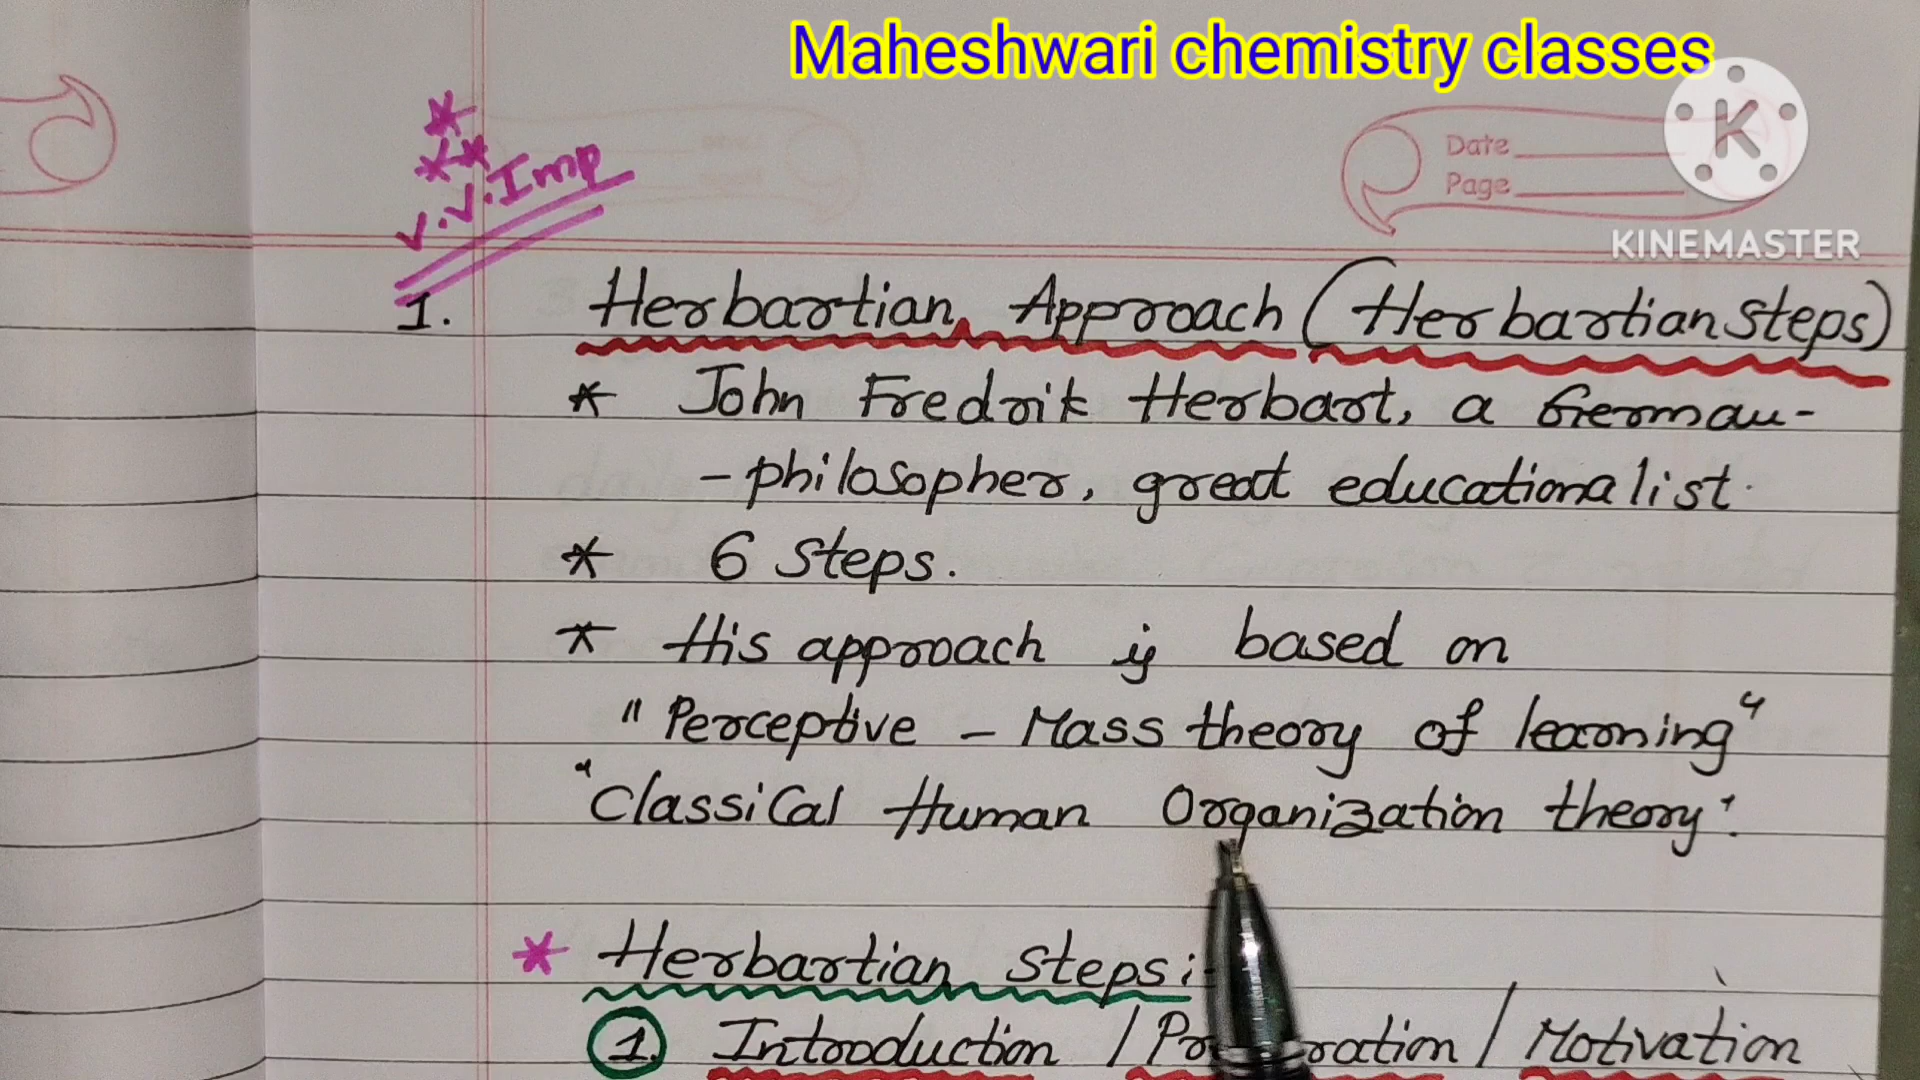 Maheshwari chemistry classes
Date
Page
KINEMASTER
V.V.Imp
1. Herbartian Approach (Herbartian steps)
* John Fredrik Herbart, a German-
- philosopher, great educationalist.
* 6 Steps.
* His approach is based on
"Perceptive - Mass theory of learning"
"Classical Human Organization theory".
* Herbartian steps:
1. Introduction / / Motivation